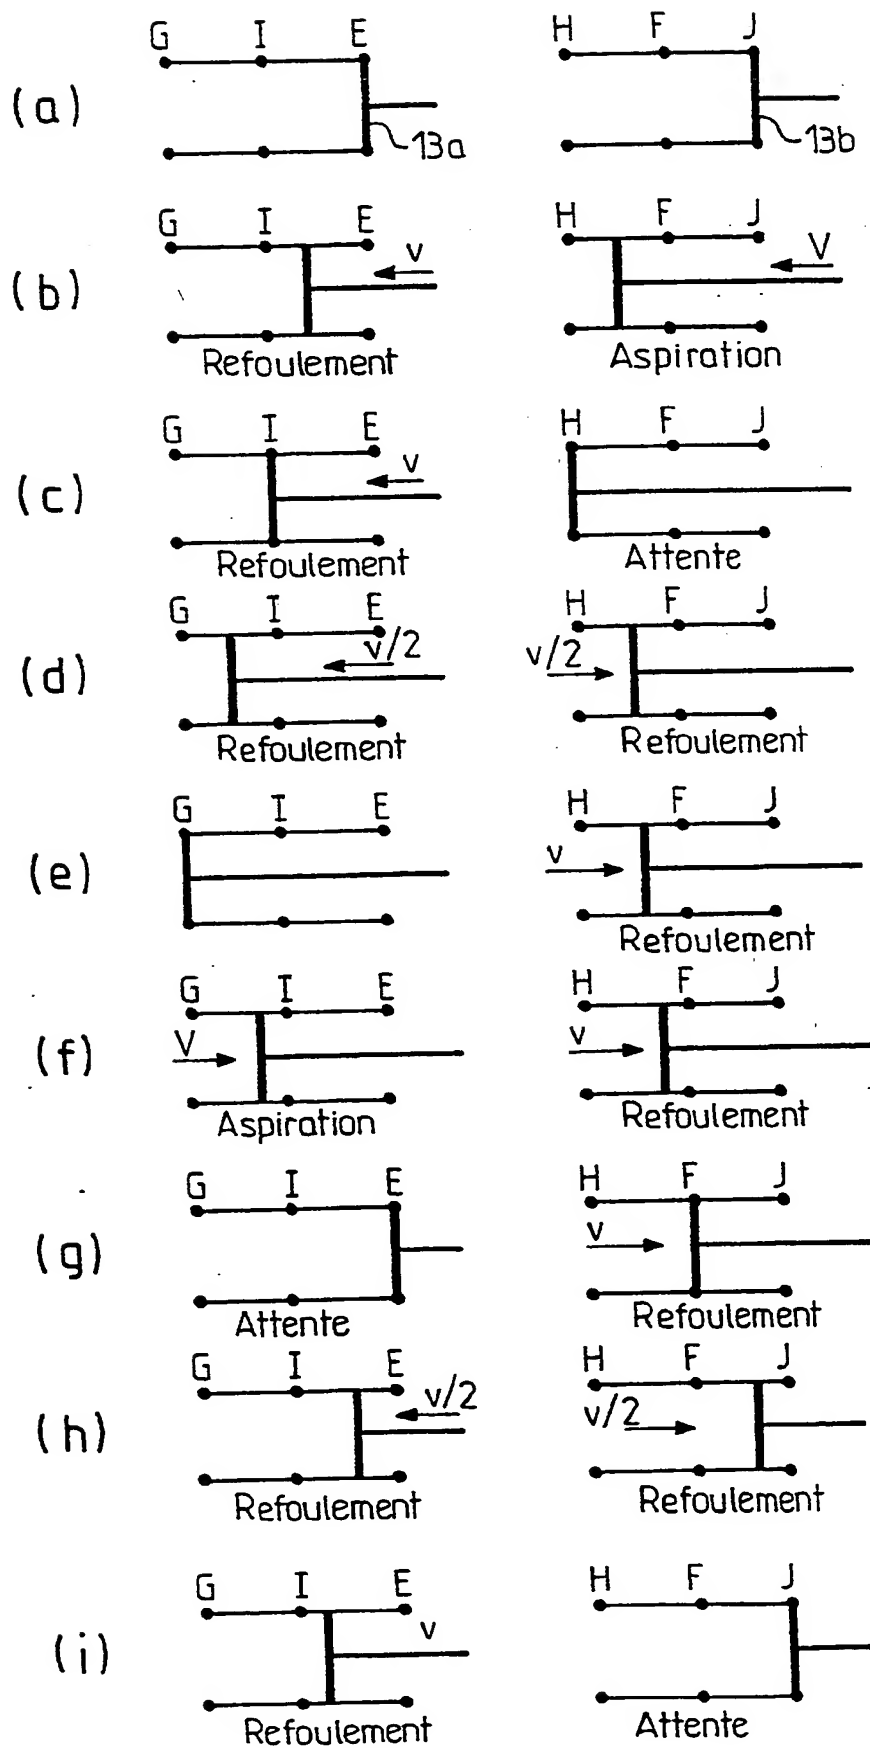 G I E H F J
(a)
13a 13b
G I E H F J
(b) v V
Refoulement Aspiration
G I E H F J
(c) v
Refoulement Attente
G I E H F J
(d) v/2 v/2
Refoulement Refoulement
G I E H F J
(e) v
Refoulement
G I E H F J
(f) V v
Aspiration Refoulement
G I E H F J
(g) v
Attente Refoulement
G I E H F J
(h) v/2 v/2
Refoulement Refoulement
G I E H F J
(i) v
Refoulement Attente